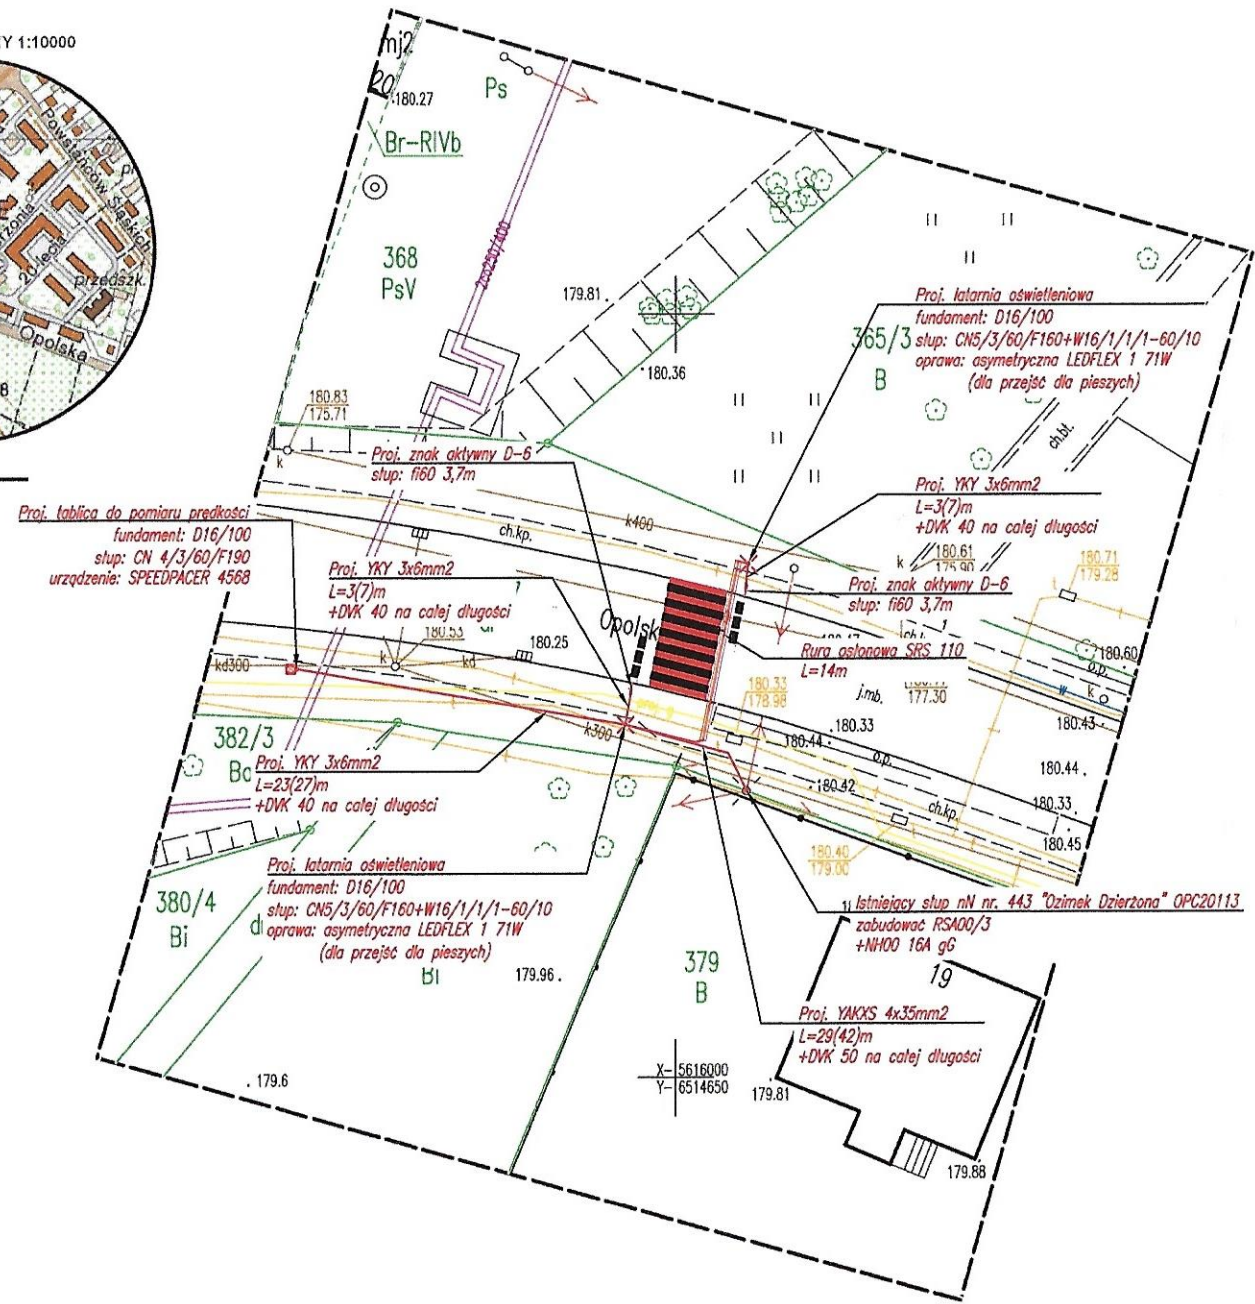 Y 1:10000
Powstańców Śląskich
20-lecia
przedszk.
Opolska
8
mj2
20
180.27
Ps
Br-RIVb
368
PsV
2co250/400
179.81
180.36
180.83
175.71
k
Proj. latarnia oświetleniowa
fundament: D16/100
słup: CN5/3/60/F160+W16/1/1/1-60/10
oprawa: asymetryczna LEDFLEX 1 71W
(dla przejść dla pieszych)
365/3
B
ch.bt.
Proj. znak aktywny D-6
słup: fi60 3,7m
Proj. YKY 3x6mm2
L=3(7)m
+DVK 40 na całej długości
k
180.61
175.90
180.71
179.28
t
Proj. tablica do pomiaru prędkości
fundament: D16/100
słup: CN 4/3/60/F190
urządzenie: SPEEDPACER 4568
k400
ch.kp.
Proj. YKY 3x6mm2
L=3(7)m
+DVK 40 na całej długości
Proj. znak aktywny D-6
słup: fi60 3,7m
180.53
180.25
k
kd
kd300
Opolsk
Rura osłonowa SRS 110
L=14m
180.60
o.p.
w
k
180.33
178.98
j.mb.
177.30
180.43
180.33
180.44
o.p.
180.44
180.42
k300
t
382/3
Proj. YKY 3x6mm2
L=23(27)m
+DVK 40 na całej długości
ch.kp.
180.33
180.45
180.40
179.00
380/4
Bi
Proj. latarnia oświetleniowa
fundament: D16/100
słup: CN5/3/60/F160+W16/1/1/1-60/10
oprawa: asymetryczna LEDFLEX 1 71W
(dla przejść dla pieszych)
Bi
179.96
Istniejący słup nN nr. 443 "Ozimek Dzierżona" OPC20113
zabudować RSA00/3
+NH00 16A gG
379
B
19
Proj. YAKXS 4x35mm2
L=29(42)m
+DVK 50 na całej długości
X- 5616000
Y- 6514650
179.6
179.81
179.88